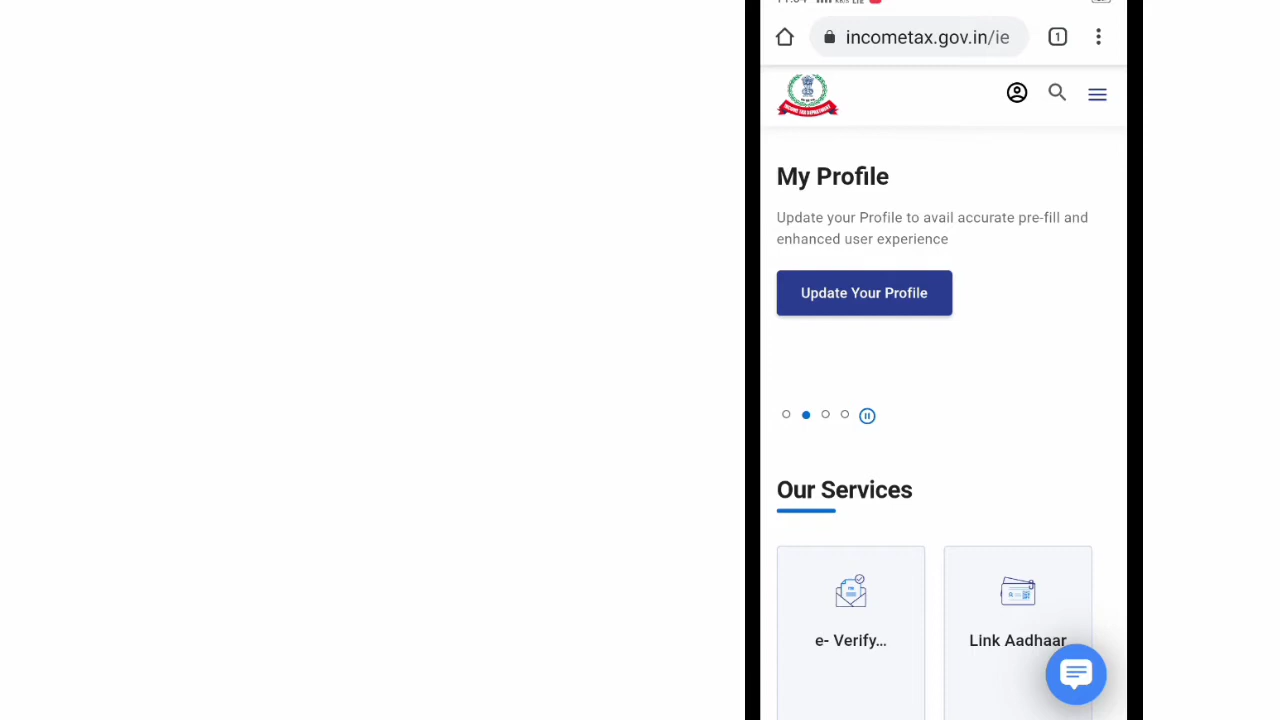 incometax.gov.in/ie
1
My Profile
Update your Profile to avail accurate pre-fill and
enhanced user experience
Update Your Profile
Our Services
e- Verify...
Link Aadhaar